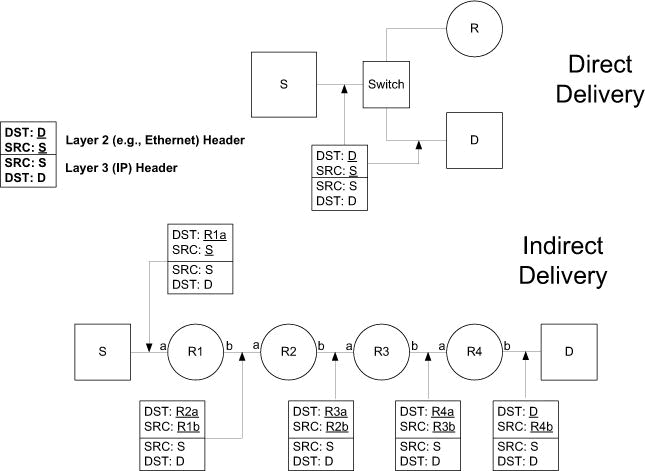 R
Direct
Delivery
S
Switch
D
DST: D
SRC: S
SRC: S
DST: D
Layer 2 (e.g., Ethernet) Header
Layer 3 (IP) Header
DST: D
SRC: S
SRC: S
DST: D
Indirect
Delivery
DST: R1a
SRC: S
SRC: S
DST: D
S
a
R1
b
a
R2
b
a
R3
b
a
R4
b
D
DST: R2a
SRC: R1b
SRC: S
DST: D
DST: R3a
SRC: R2b
SRC: S
DST: D
DST: R4a
SRC: R3b
SRC: S
DST: D
DST: D
SRC: R4b
SRC: S
DST: D